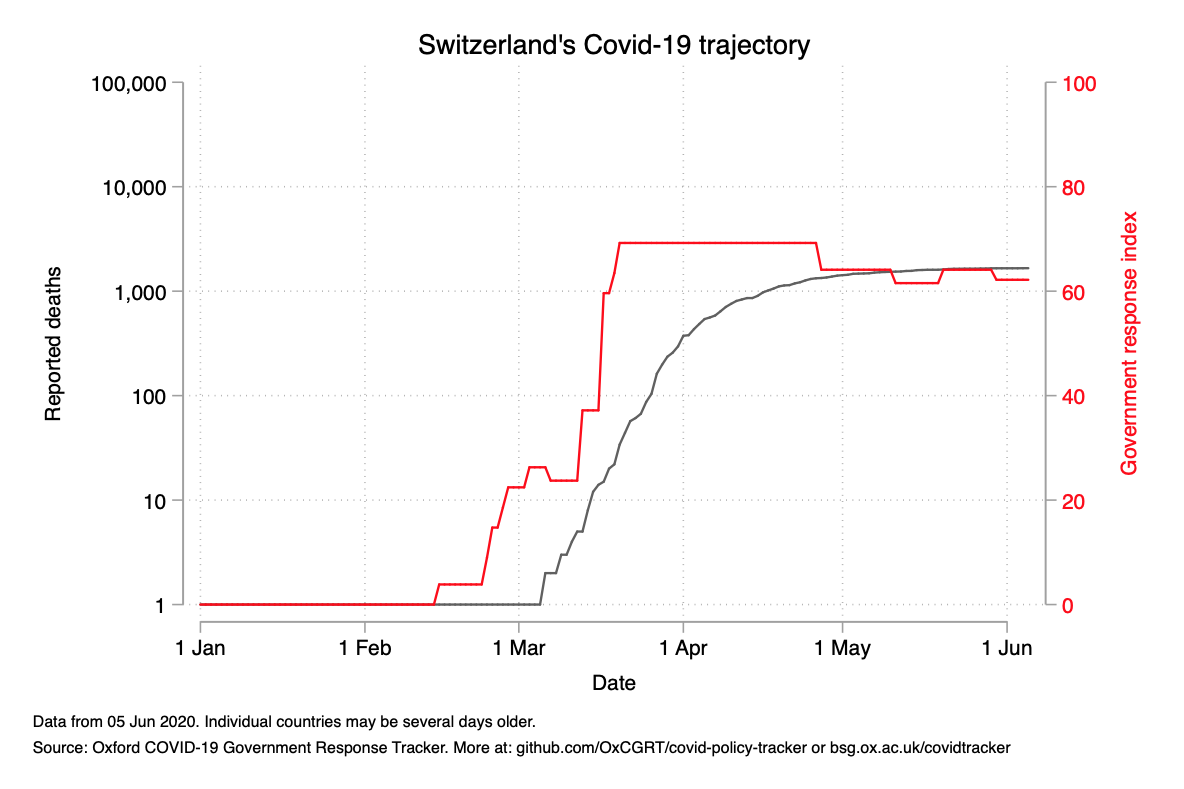 Switzerland's Covid-19 trajectory
100,000
10,000
1,000
100
10
1
Reported deaths
100
80
60
40
20
0
Government response index
1 Jan
1 Feb
1 Mar
1 Apr
1 May
1 Jun
Date
Data from 05 Jun 2020. Individual countries may be several days older.
Source: Oxford COVID-19 Government Response Tracker. More at: github.com/OxCGRT/covid-policy-tracker or bsg.ox.ac.uk/covidtracker